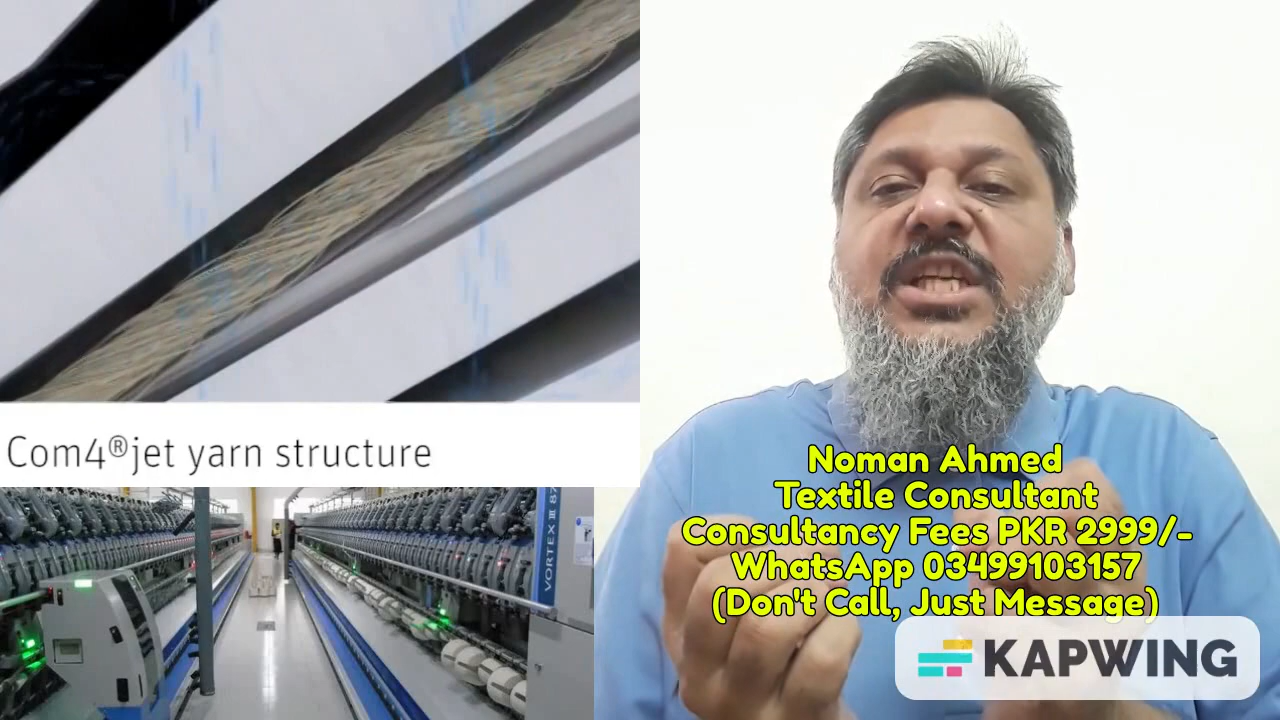 Com4®jet yarn structure
VORTEX III 87
Noman Ahmed
Textile Consultant
Consultancy Fees PKR 2999/-
WhatsApp 03499103157
(Don't Call, Just Message)
KAPWING